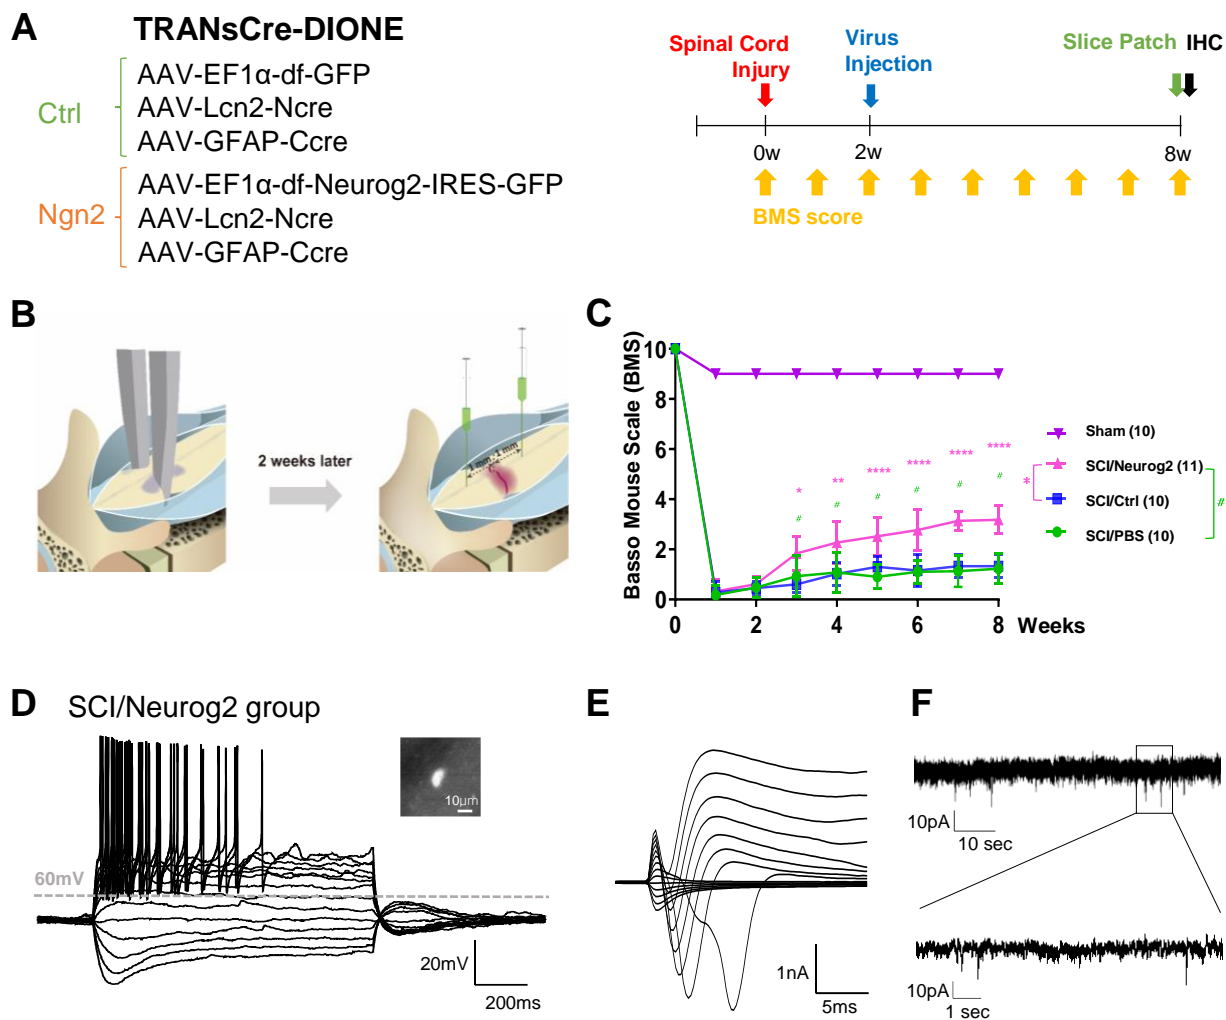 A
TRANsCre-DIONE
Ctrl
AAV-EF1α-df-GFP
AAV-Lcn2-Ncre
AAV-GFAP-Ccre
Ngn2
AAV-EF1α-df-Neurog2-IRES-GFP
AAV-Lcn2-Ncre
AAV-GFAP-Ccre
Spinal Cord
Injury
Virus
Injection
Slice Patch
IHC
0w
2w
8w
BMS score
B
2 weeks later
1 mm
1 mm
C
Basso Mouse Scale (BMS)
10
8
6
4
2
0
0
2
4
6
8
Weeks
*
**
****
****
****
****
#
#
#
#
#
#
Sham (10)
SCI/Neurog2 (11)
SCI/Ctrl (10)
SCI/PBS (10)
*
#
D
SCI/Neurog2 group
10μm
60mV
20mV
200ms
E
1nA
5ms
F
10pA
10 sec
10pA
1 sec